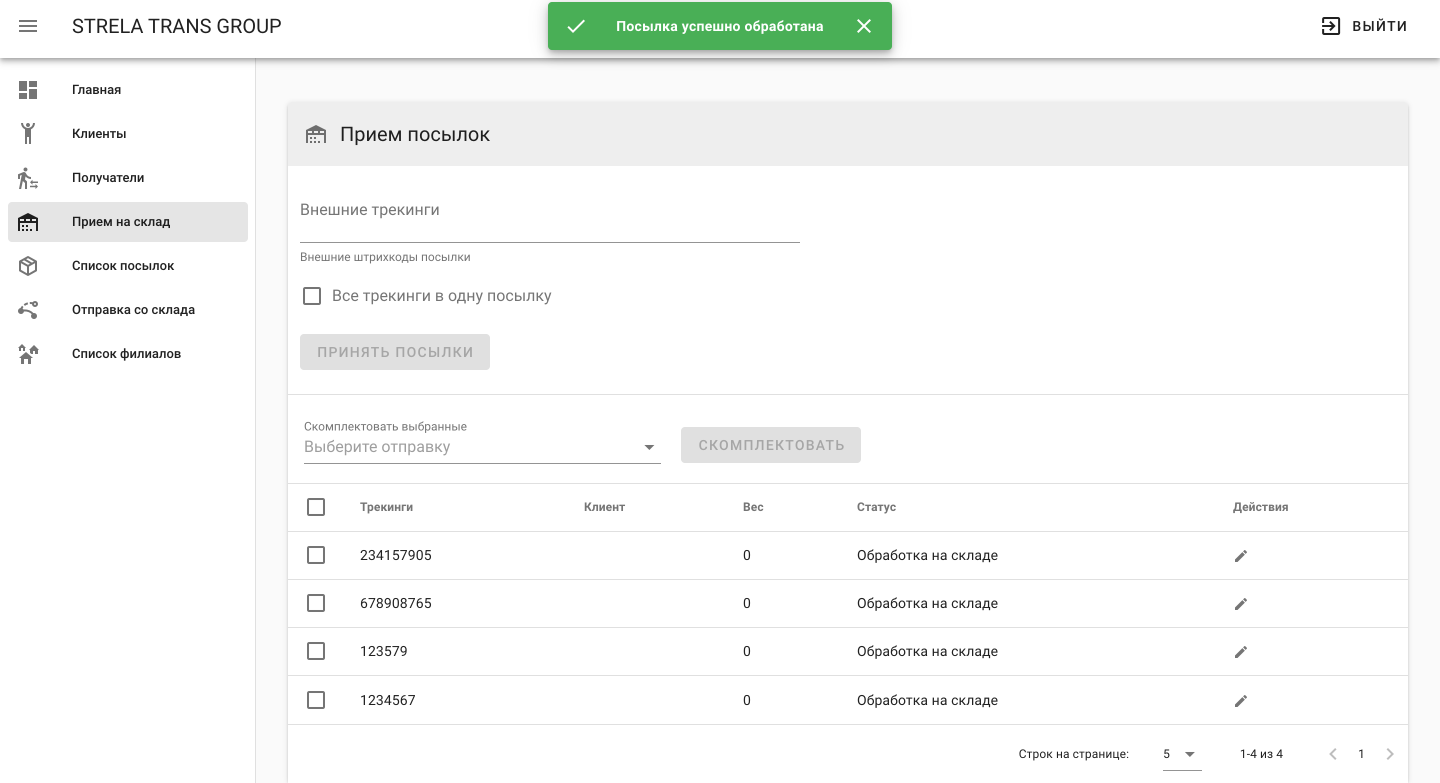 STRELA TRANS GROUP
Посылка успешно обработана
ВЫЙТИ
Главная
Клиенты
Получатели
Прием на склад
Список посылок
Отправка со склада
Список филиалов
Прием посылок
Внешние трекинги
Внешние штрихкоды посылки
Все трекинги в одну посылку
ПРИНЯТЬ ПОСЫЛКИ
Скомплектовать выбранные
Выберите отправку
СКОМПЛЕКТОВАТЬ
Трекинги Клиент Вес Статус Действия
234157905 0 Обработка на складе
678908765 0 Обработка на складе
123579 0 Обработка на складе
1234567 0 Обработка на складе
Строк на странице: 5 1-4 из 4 1